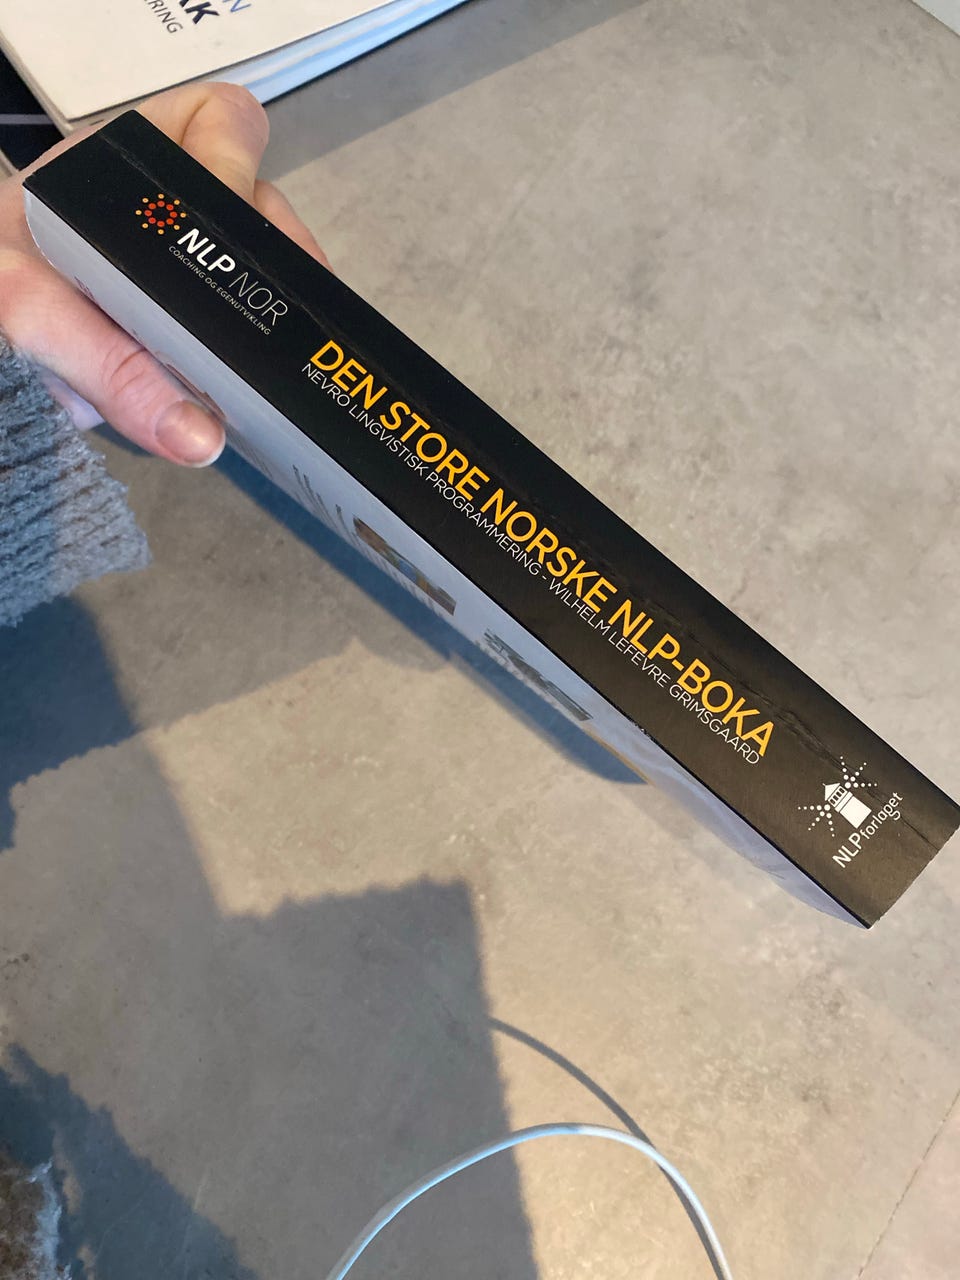 NLP NOR
COACHING OG EGENUTVIKLING
DEN STORE NORSKE NLP-BOKA
NEVRO LINGVISTISK PROGRAMMERING - WILHELM LEFEVRE GRIMSGAARD
NLPforlaget